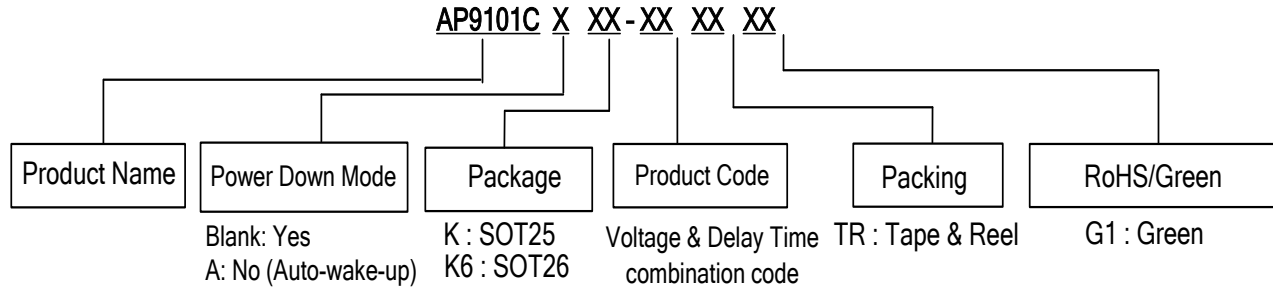 AP9101C X XX - XX XX XX
Product Name
Power Down Mode
Blank: Yes
A: No (Auto-wake-up)
Package
K : SOT25
K6 : SOT26
Product Code
Voltage & Delay Time
combination code
Packing
TR : Tape & Reel
RoHS/Green
G1 : Green